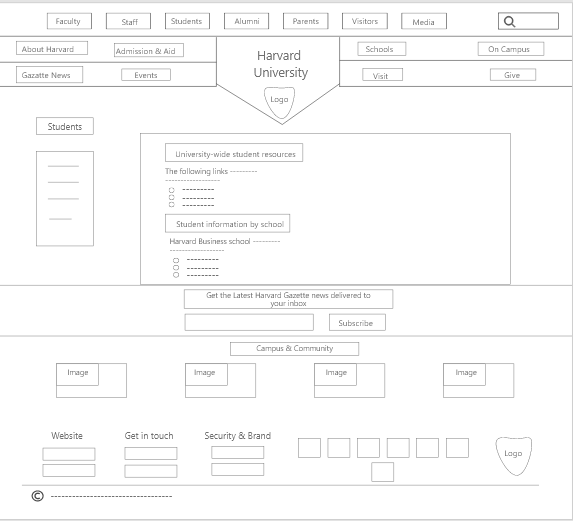 Faculty Staff Students Alumni Parents Visitors Media
About Harvard Admission & Aid Harvard Schools On Campus
Gazatte News Events University Visit Give
Logo
Students
University-wide student resources
The following links ---------
Student information by school
Harvard Business school ---------
Get the Latest Harvard Gazette news delivered to
your inbox
Subscribe
Campus & Community
Image Image Image Image
Website Get in touch Security & Brand
Logo
©